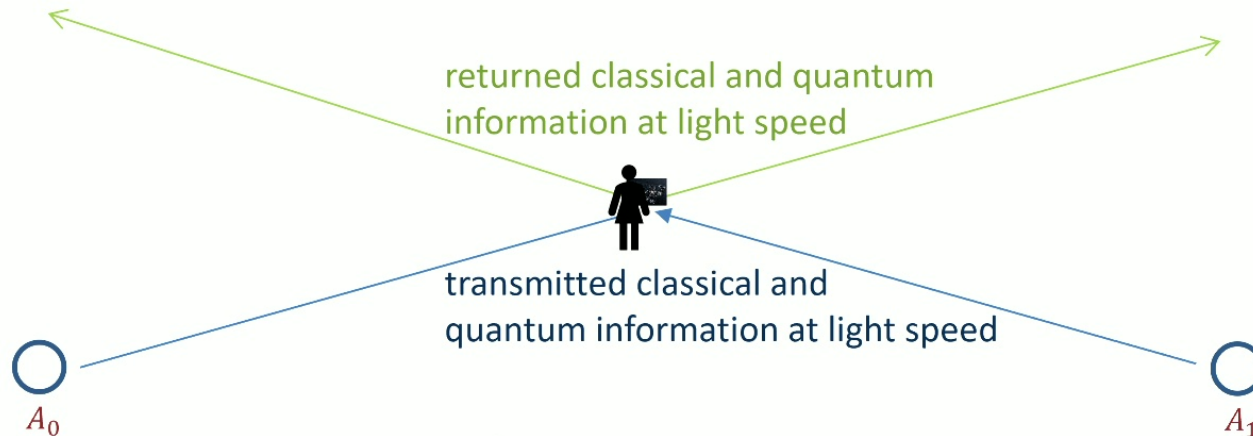 returned classical and quantum
information at light speed
transmitted classical and
quantum information at light speed
A₀
A₁